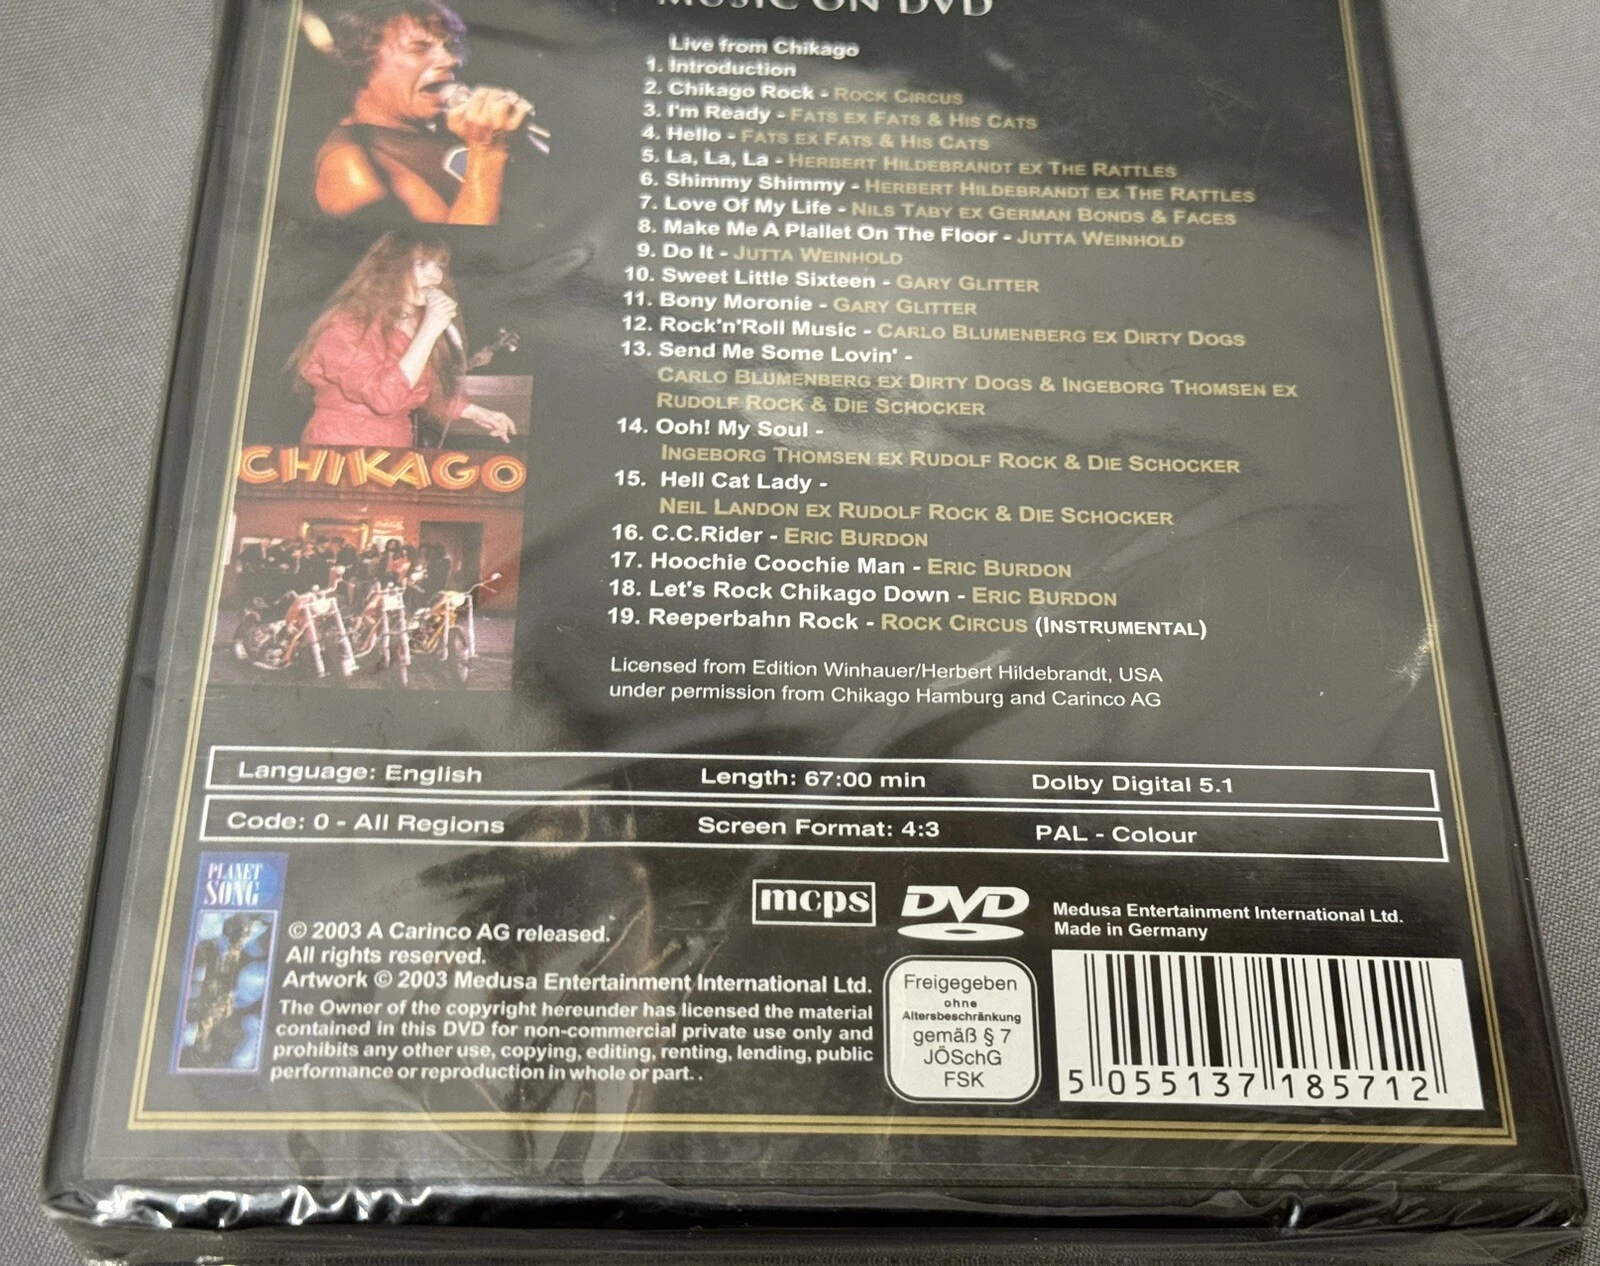 MUSIC ON DVD
Live from Chikago
1. Introduction
2. Chikago Rock - ROCK CIRCUS
3. I'm Ready - FATS EX FATS & HIS CATS
4. Hello - FATS EX FATS & HIS CATS
5. La, La, La - HERBERT HILDEBRANDT EX THE RATTLES
6. Shimmy Shimmy - HERBERT HILDEBRANDT EX THE RATTLES
7. Love Of My Life - NILS TABY EX GERMAN BONDS & FACES
8. Make Me A Plallet On The Floor - JUTTA WEINHOLD
9. Do It - JUTTA WEINHOLD
10. Sweet Little Sixteen - GARY GLITTER
11. Bony Moronie - GARY GLITTER
12. Rock'n'Roll Music - CARLO BLUMENBERG EX DIRTY DOGS
13. Send Me Some Lovin' -
CARLO BLUMENBERG EX DIRTY DOGS & INGEBORG THOMSEN EX
RUDOLF ROCK & DIE SCHOCKER
14. Ooh! My Soul -
INGEBORG THOMSEN EX RUDOLF ROCK & DIE SCHOCKER
15. Hell Cat Lady -
NEIL LANDON EX RUDOLF ROCK & DIE SCHOCKER
16. C.C.Rider - ERIC BURDON
17. Hoochie Coochie Man - ERIC BURDON
18. Let's Rock Chikago Down - ERIC BURDON
19. Reeperbahn Rock - ROCK CIRCUS (INSTRUMENTAL)
CHIKAGO
Licensed from Edition Winhauer/Herbert Hildebrandt, USA
under permission from Chikago Hamburg and Carinco AG
Language: English Length: 67:00 min Dolby Digital 5.1
Code: 0 - All Regions Screen Format: 4:3 PAL - Colour
PLANET
SONG
© 2003 A Carinco AG released.
All rights reserved.
Artwork © 2003 Medusa Entertainment International Ltd.
The Owner of the copyright hereunder has licensed the material
contained in this DVD for non-commercial private use only and
prohibits any other use, copying, editing, renting, lending, public
performance or reproduction in whole or part. .
mcps
DVD
Medusa Entertainment International Ltd.
Made in Germany
Freigegeben
ohne
Altersbeschränkung
gemäß § 7
JÖSchG
FSK
5 055137 185712